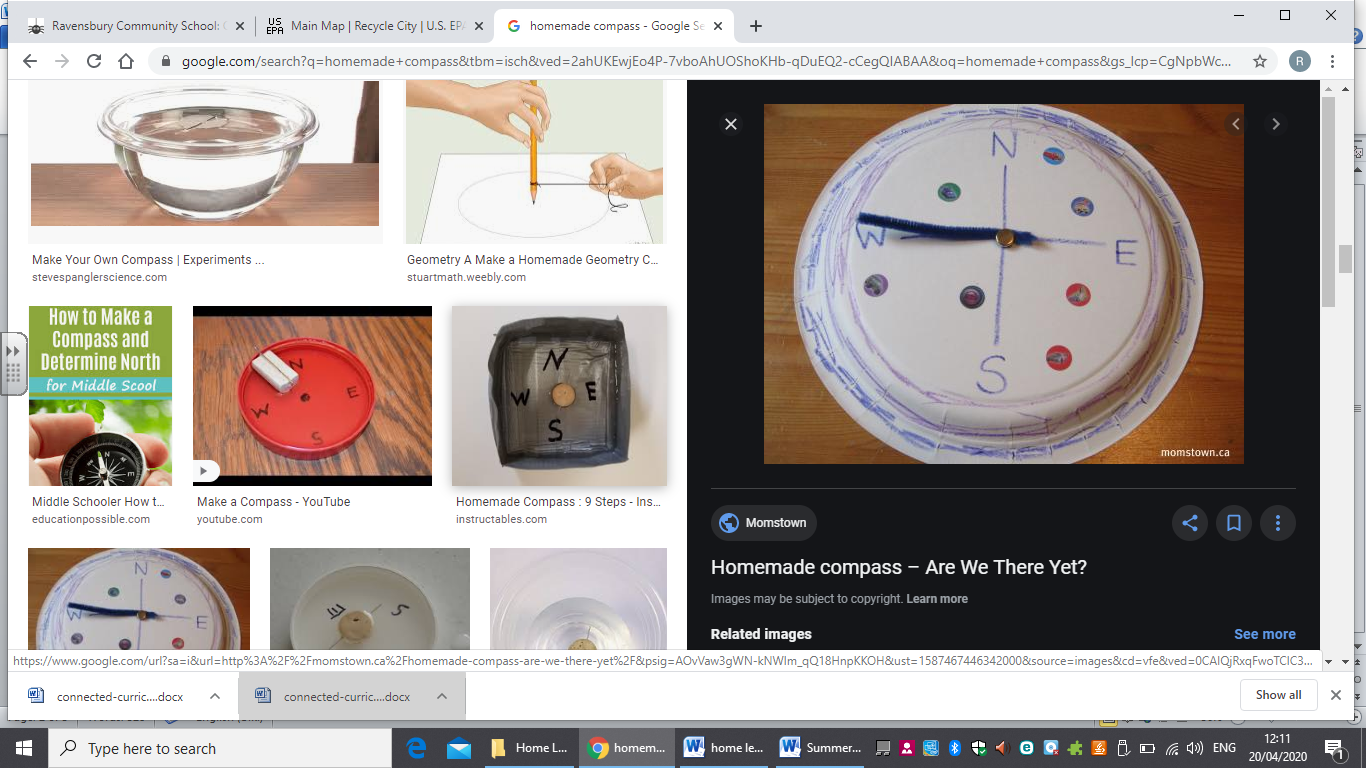 Ravensbury Community School: C
US EPA
Main Map | Recycle City | U.S. EPA
homemade compass - Google Se
google.com/search?q=homemade+compass&tbm=isch&ved=2ahUKEwjEo4P-7vboAhUOShoKHb-qDuEQ2-cCegQIABAA&oq=homemade+compass&gs_lcp=CgNpbWc...
R
Make Your Own Compass | Experiments ...
stevespanglerscience.com
Geometry A Make a Homemade Geometry C...
stuartmath.weebly.com
How to Make a
Compass and
Determine North
for Middle Scool
Middle Schooler How t...
educationpossible.com
N
W E
S
Make a Compass - YouTube
youtube.com
N
W E
S
Homemade Compass : 9 Steps - Ins...
instructables.com
N
W E
E S
N
W E
S
momstown.ca
Momstown
Homemade compass – Are We There Yet?
Images may be subject to copyright. Learn more
Related images
See more
https://www.google.com/url?sa=i&url=http%3A%2F%2Fmomstown.ca%2Fhomemade-compass-are-we-there-yet%2F&psig=AOvVaw3gWN-kNWIm_qQ18HnpKKOH&ust=1587467446342000&source=images&cd=vfe&ved=0CAIQjRxqFwoTCIC3...
connected-curric....docx
connected-curric....docx
Show all
Type here to search
Home L...
homem...
home le...
Summer...
ENG
12:11
20/04/2020
1